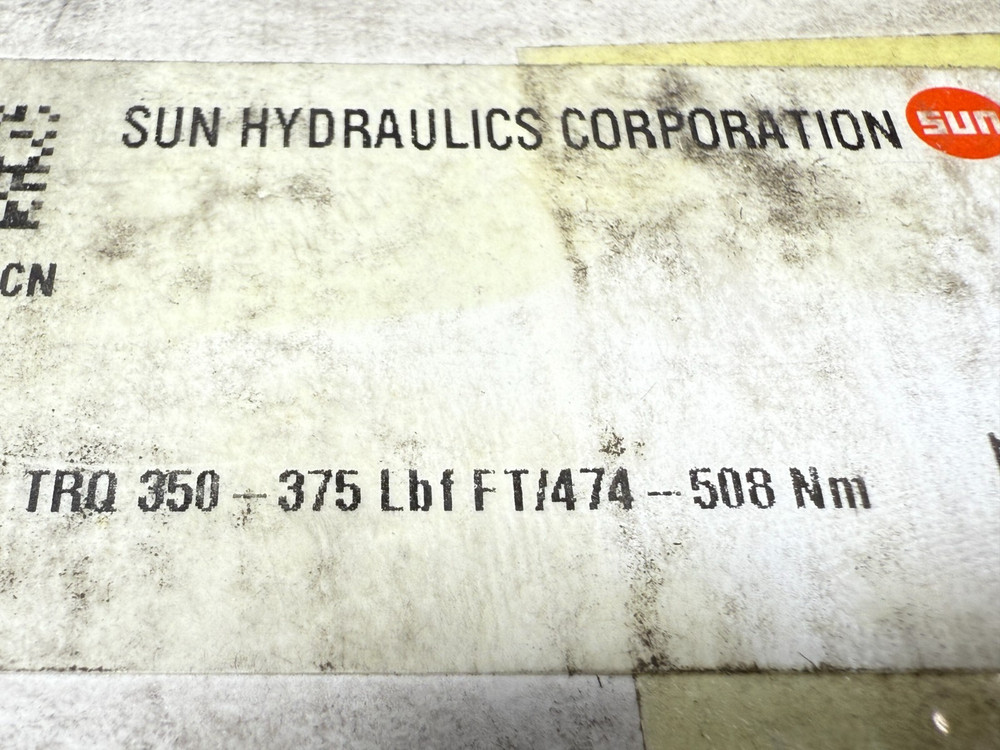 SUN HYDRAULICS CORPORATION
sun
CN
TRQ 350 - 375 Lbf FT/474 - 508 Nm